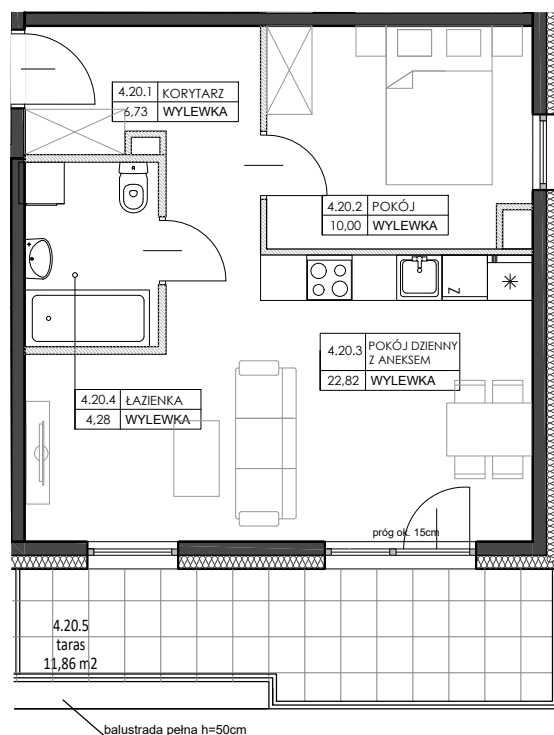 4.20.1 KORYTARZ
6,73 WYLEWKA
4.20.2 POKÓJ
10,00 WYLEWKA
Z
4.20.3 POKÓJ DZIENNY
Z ANEKSEM
22,82 WYLEWKA
4.20.4 ŁAZIENKA
4,28 WYLEWKA
próg ok. 15cm
4.20.5
taras
11,86 m2
balustrada pełna h=50cm